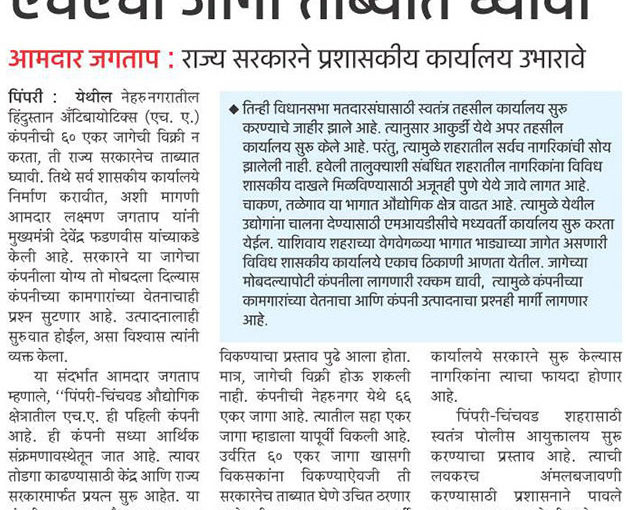 एचएची जागा ताब्यात घ्यावी
आमदार जगताप : राज्य सरकारने प्रशासकीय कार्यालय उभारावे
पिंपरी : येथील नेहरुनगरातील
हिंदुस्तान अँटिबायोटिक्स (एच. ए.)
कंपनीची ६० एकर जागेची विक्री न
करता, ती राज्य सरकारनेच ताब्यात
घ्यावी. तिथे सर्व शासकीय कार्यालये
निर्माण करावीत, अशी मागणी
आमदार लक्ष्मण जगताप यांनी
मुख्यमंत्री देवेंद्र फडणवीस यांच्याकडे
केली आहे. सरकारने या जागेचा
कंपनीला योग्य तो मोबदला दिल्यास
कंपनीच्या कामगारांच्या वेतनाचाही
प्रश्न सुटणार आहे. उत्पादनालाही
सुरुवात होईल, असा विश्वास त्यांनी
व्यक्त केला.
या संदर्भात आमदार जगताप
म्हणाले, ‘‘पिंपरी-चिंचवड औद्योगिक
क्षेत्रातील एच.ए. ही पहिली कंपनी
आहे. ही कंपनी सध्या आर्थिक
संक्रमणावस्थेतून जात आहे. त्यावर
तोडगा काढण्यासाठी केंद्र आणि राज्य
सरकारमार्फत प्रयत्न सुरू आहेत. या
◆ तिन्ही विधानसभा मतदारसंघासाठी स्वतंत्र तहसील कार्यालय सुरू
करण्याचे जाहीर झाले आहे. त्यानुसार आकुर्डी येथे अपर तहसील
कार्यालय सुरू केले आहे. परंतु, त्यामुळे शहरातील सर्वच नागरिकांची सोय
झालेली नाही. हवेली तालुक्याशी संबंधित शहरातील नागरिकांना विविध
शासकीय दाखले मिळविण्यासाठी अजूनही पुणे येथे जावे लागत आहे.
चाकण, तळेगाव या भागात औद्योगिक क्षेत्र वाढत आहे. त्यामुळे येथील
उद्योगांना चालना देण्यासाठी एमआयडीसीचे मध्यवर्ती कार्यालय सुरू करता
येईल. याशिवाय शहराच्या वेगवेगळ्या भागात भाड्याच्या जागेत असणारी
विविध शासकीय कार्यालये एकाच ठिकाणी आणता येतील. जागेच्या
मोबदल्यापोटी कंपनीला लागणारी रक्कम द्यावी, त्यामुळे कंपनीच्या
कामगारांच्या वेतनाचा आणि कंपनी उत्पादनाचा प्रश्नही मार्गी लागणार
आहे.
विकण्याचा प्रस्ताव पुढे आला होता.
मात्र, जागेची विक्री होऊ शकली
नाही. कंपनीची नेहरुनगर येथे ६६
एकर जागा आहे. त्यातील सहा एकर
जागा म्हाडाला यापूर्वी विकली आहे.
उर्वरित ६० एकर जागा खासगी
विकसकांना विकण्याऐवजी ती
सरकारनेच ताब्यात घेणे उचित ठरणार
कार्यालये सरकारने सुरू केल्यास
नागरिकांना त्याचा फायदा होणार
आहे.
पिंपरी-चिंचवड शहरासाठी
स्वतंत्र पोलीस आयुक्तालय सुरू
करण्याचा प्रस्ताव आहे. त्याची
लवकरच अंमलबजावणी
करण्यासाठी प्रशासनाने पावले